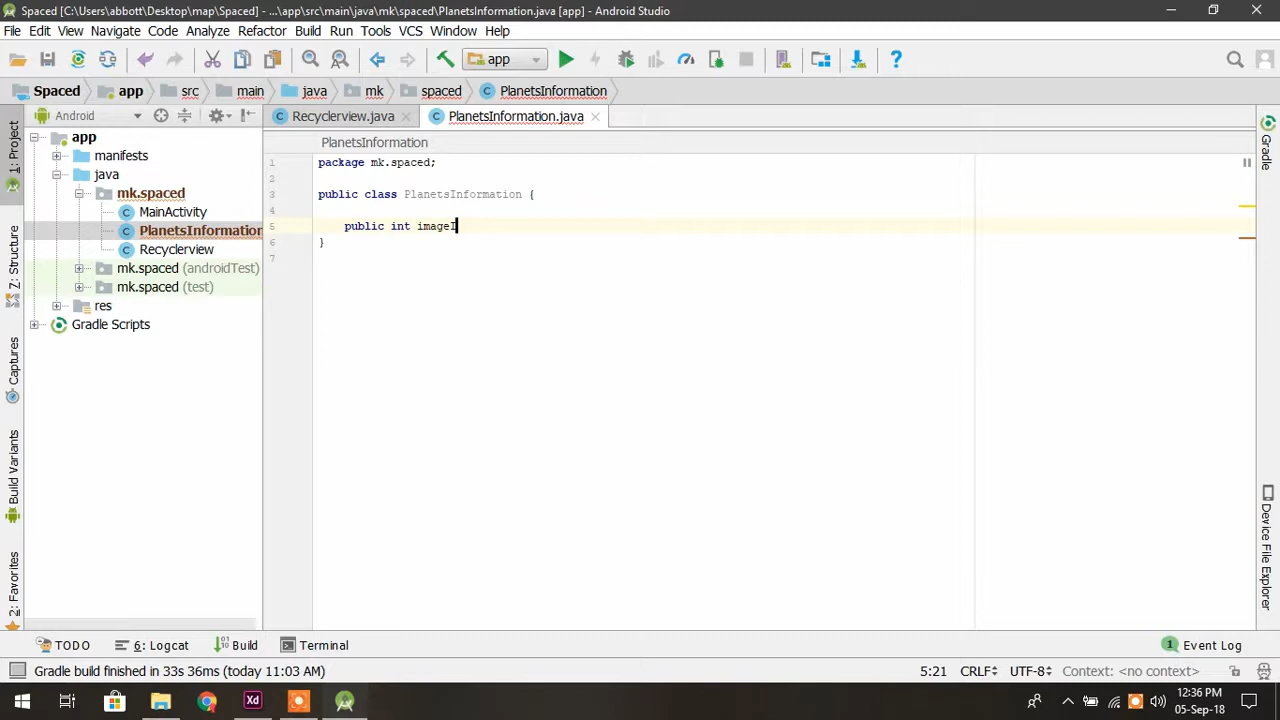 Spaced [C:\Users\abbott\Desktop\map\Spaced] - ...\app\src\main\java\mk\spaced\PlanetsInformation.java [app] - Android Studio
File Edit View Navigate Code Analyze Refactor Build Run Tools VCS Window Help
app
Spaced app src main java mk spaced PlanetsInformation
Android
Recyclerview.java
PlanetsInformation.java
1: Project
Z: Structure
Captures
Build Variants
2: Favorites
app
manifests
java
mk.spaced
MainActivity
PlanetsInformation
Recyclerview
mk.spaced (androidTest)
mk.spaced (test)
res
Gradle Scripts
PlanetsInformation
1 package mk.spaced;
2
3 public class PlanetsInformation {
4
5 public int imageI
6 }
7
Gradle
Device File Explorer
TODO 6: Logcat Build Terminal 1 Event Log
Gradle build finished in 33s 36ms (today 11:03 AM) 5:21 CRLF UTF-8 Context: <no context>
Xd
12:36 PM
05-Sep-18